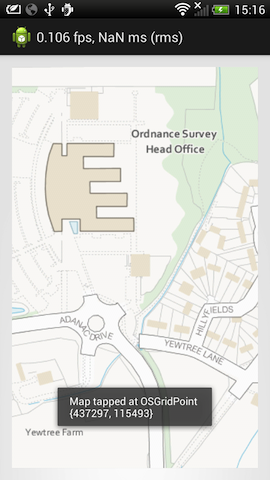 15:16
0.106 fps, NaN ms (rms)
Ordnance Survey
Head Office
ADANAC DRIVE
HILLYFIELDS
YEWTREE LANE
Map tapped at OSGridPoint
{437297, 115493}
Yewtree Farm